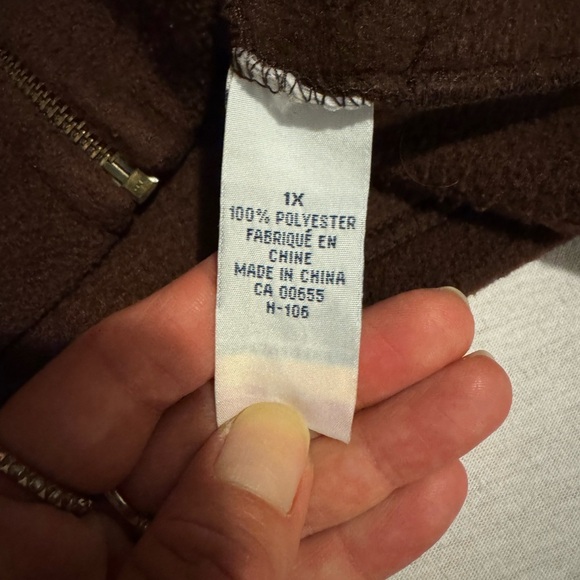 1X
100% POLYESTER
FABRIQUÉ EN
CHINE
MADE IN CHINA
CA 00655
H-106